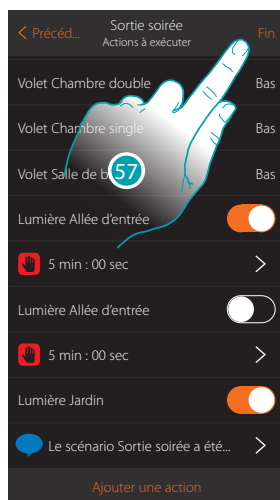 Précéd...
Sortie soirée
Fin
Actions à exécuter
Volet Chambre double
Bas
Volet Chambre single
Bas
Volet Salle de b
57
Bas
Lumière Allée d'entrée
5 min : 00 sec
Lumière Allée d'entrée
5 min : 00 sec
Lumière Jardin
Le scénario Sortie soirée a été...
Ajouter une action